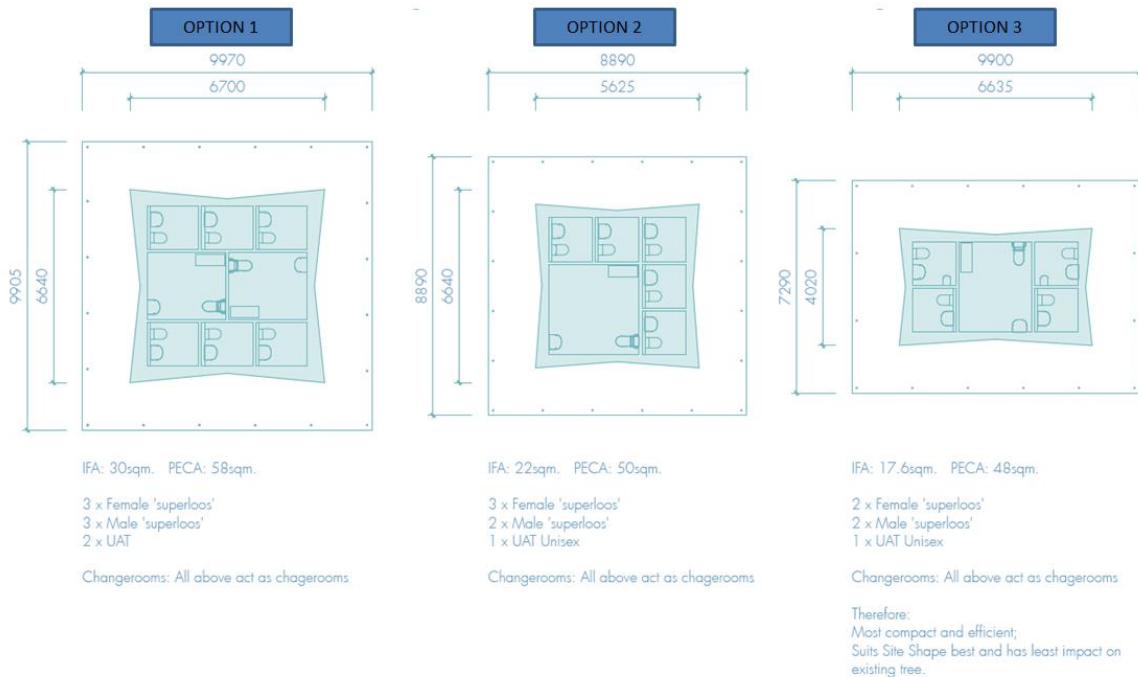 OPTION 1
9970
6700
9905
6640
IFA: 30sqm. PECA: 58sqm.
3 x Female 'superloos'
3 x Male 'superloos'
2 x UAT
Changerooms: All above act as chagerooms
OPTION 2
8890
5625
8890
6640
IFA: 22sqm. PECA: 50sqm.
3 x Female 'superloos'
2 x Male 'superloos'
1 x UAT Unisex
Changerooms: All above act as chagerooms
OPTION 3
9900
6635
7290
4020
IFA: 17.6sqm. PECA: 48sqm.
2 x Female 'superloos'
2 x Male 'superloos'
1 x UAT Unisex
Changerooms: All above act as chagerooms
Therefore:
Most compact and efficient;
Suits Site Shape best and has least impact on
existing tree.